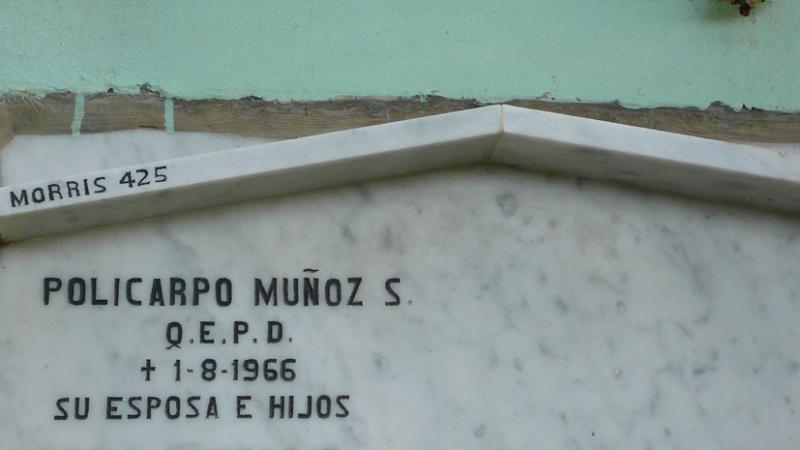 MORRIS 425
POLICARPO MUÑOZ S.
Q.E.P.D.
✝ 1-8-1966
SU ESPOSA E HIJOS